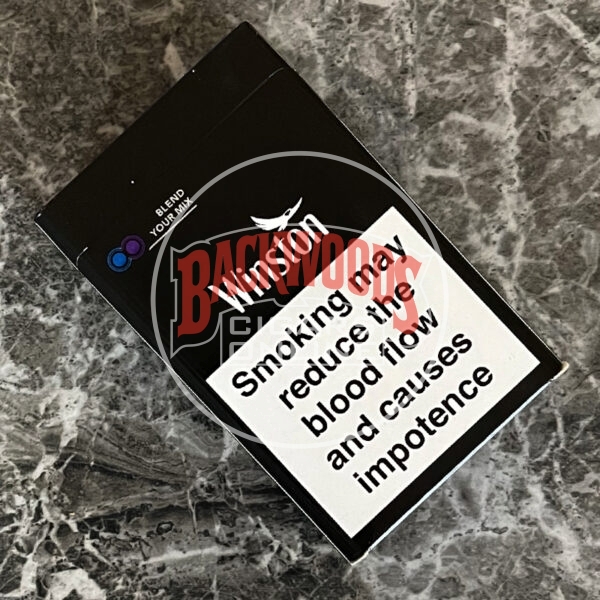 BLEND
YOUR MIX
Winston
BACKWOODS
Smoking may
reduce the
blood flow
and causes
impotence